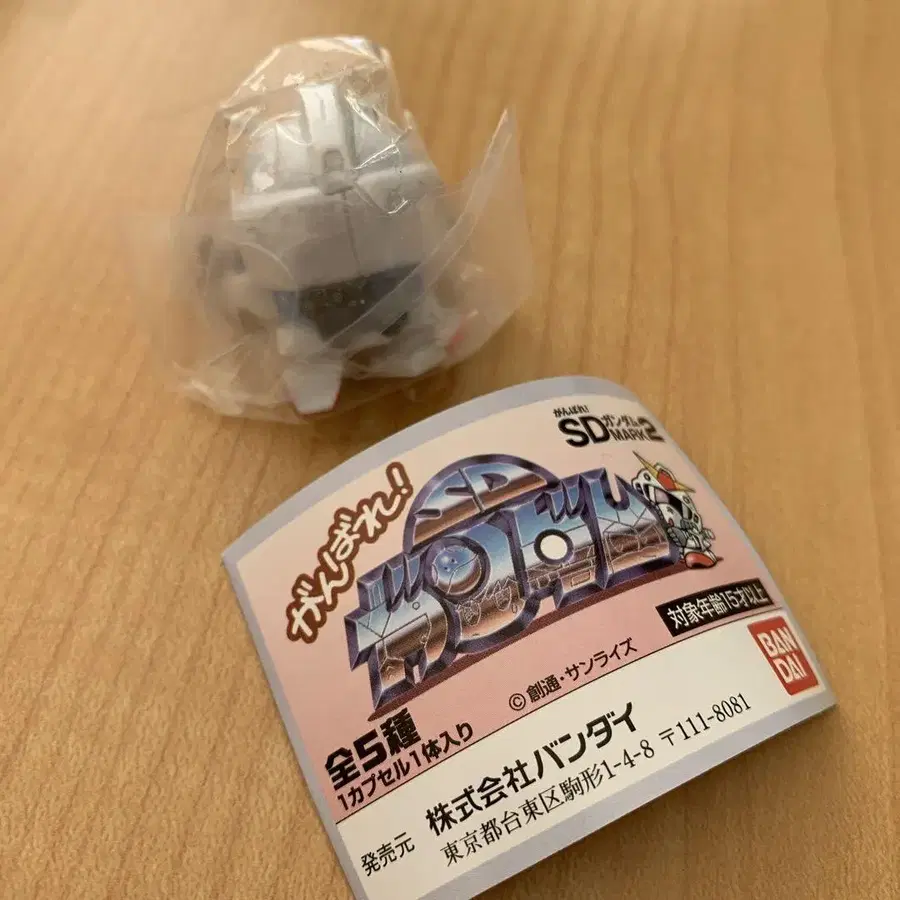 がんばれ!
SDガンダム
MARK2
がんばれ!
SD
ガンダム
対象年齢15才以上
BAN
DAI
©創通・サンライズ
全5種
1カプセル1体入り
発売元 株式会社バンダイ
東京都台東区駒形1-4-8 〒111-8081